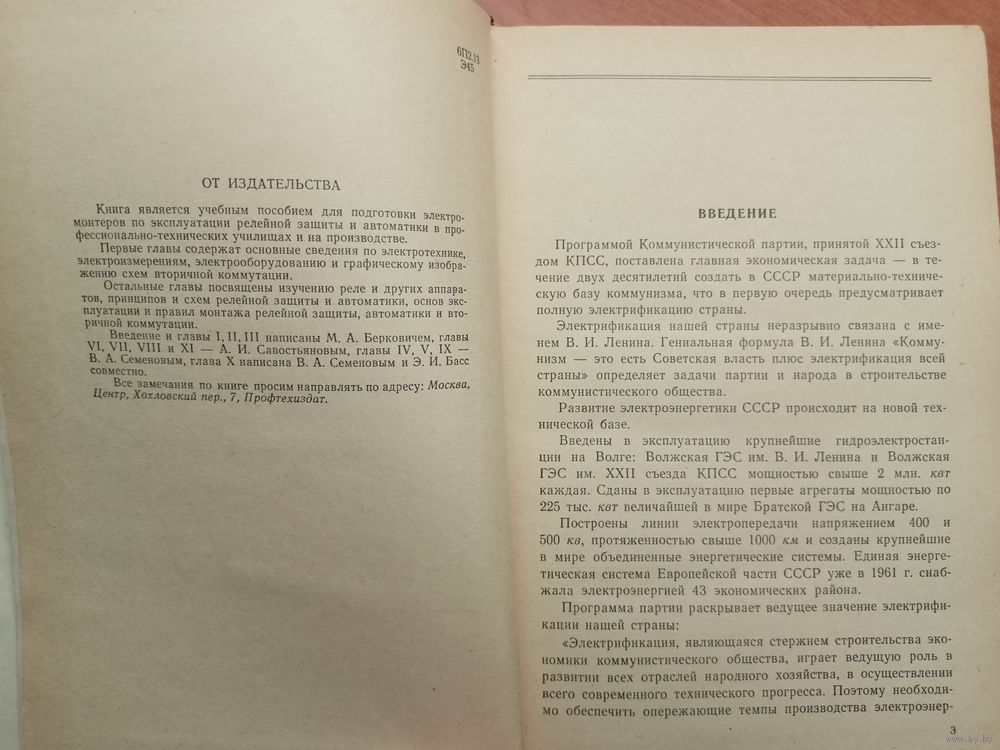 6П2.13
Э45
ОТ ИЗДАТЕЛЬСТВА
Книга является учебным пособием для подготовки электро-
монтеров по эксплуатации релейной защиты и автоматики в про-
фессионально-технических училищах и на производстве.
Первые главы содержат основные сведения по электротехнике,
электроизмерениям, электрооборудованию и графическому изобра-
жению схем вторичной коммутации.
Остальные главы посвящены изучению реле и других аппара-
тов, принципов и схем релейной защиты и автоматики, основ экс-
плуатации и правил монтажа релейной защиты, автоматики и вто-
ричной коммутации.
Введение и главы I, II, III написаны М. А. Берковичем, главы
VI, VII, VIII и XI — А. И. Савостьяновым, главы IV, V, IX —
В. А. Семеновым, глава X написана В. А. Семеновым и Э. И. Басс
совместно.
Все замечания по книге просим направлять по адресу: Москва,
Центр, Хохловский пер., 7, Профтехиздат.
ВВЕДЕНИЕ
Программой Коммунистической партии, принятой XXII съез-
дом КПСС, поставлена главная экономическая задача — в те-
чение двух десятилетий создать в СССР материально-техниче-
скую базу коммунизма, что в первую очередь предусматривает
полную электрификацию страны.
Электрификация нашей страны неразрывно связана с име-
нем В. И. Ленина. Гениальная формула В. И. Ленина «Комму-
низм — это есть Советская власть плюс электрификация всей
страны» определяет задачи партии и народа в строительстве
коммунистического общества.
Развитие электроэнергетики СССР происходит на новой тех-
нической базе.
Введены в эксплуатацию крупнейшие гидроэлектростан-
ции на Волге: Волжская ГЭС им. В. И. Ленина и Волжская
ГЭС им. XXII съезда КПСС мощностью свыше 2 млн. квт
каждая. Сданы в эксплуатацию первые агрегаты мощностью по
225 тыс. квт величайшей в мире Братской ГЭС на Ангаре.
Построены линии электропередачи напряжением 400 и
500 кв, протяженностью свыше 1000 км и созданы крупнейшие
в мире объединенные энергетические системы. Единая энерге-
тическая система Европейской части СССР уже в 1961 г. снаб-
жала электроэнергией 43 экономических района.
Программа партии раскрывает ведущее значение электрифи-
кации нашей страны:
«Электрификация, являющаяся стержнем строительства эко-
номики коммунистического общества, играет ведущую роль в
развитии всех отраслей народного хозяйства, в осуществлении
всего современного технического прогресса. Поэтому необходи-
мо обеспечить опережающие темпы производства электроэнер-
3
www.ay.by